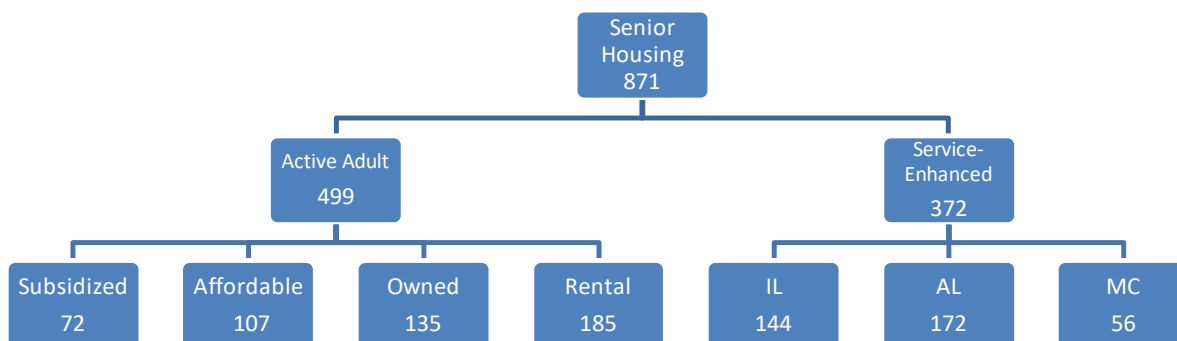 Senior
Housing
871
Active Adult
499
Service-
Enhanced
372
Subsidized
72
Affordable
107
Owned
135
Rental
185
IL
144
AL
172
MC
56